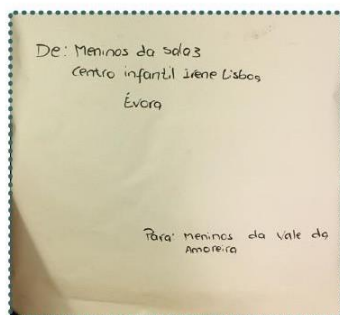 De: Meninos da Sala3
Centro infantil Irene Lisboa
Évora
Para: meninos da Vale da
Amoreira